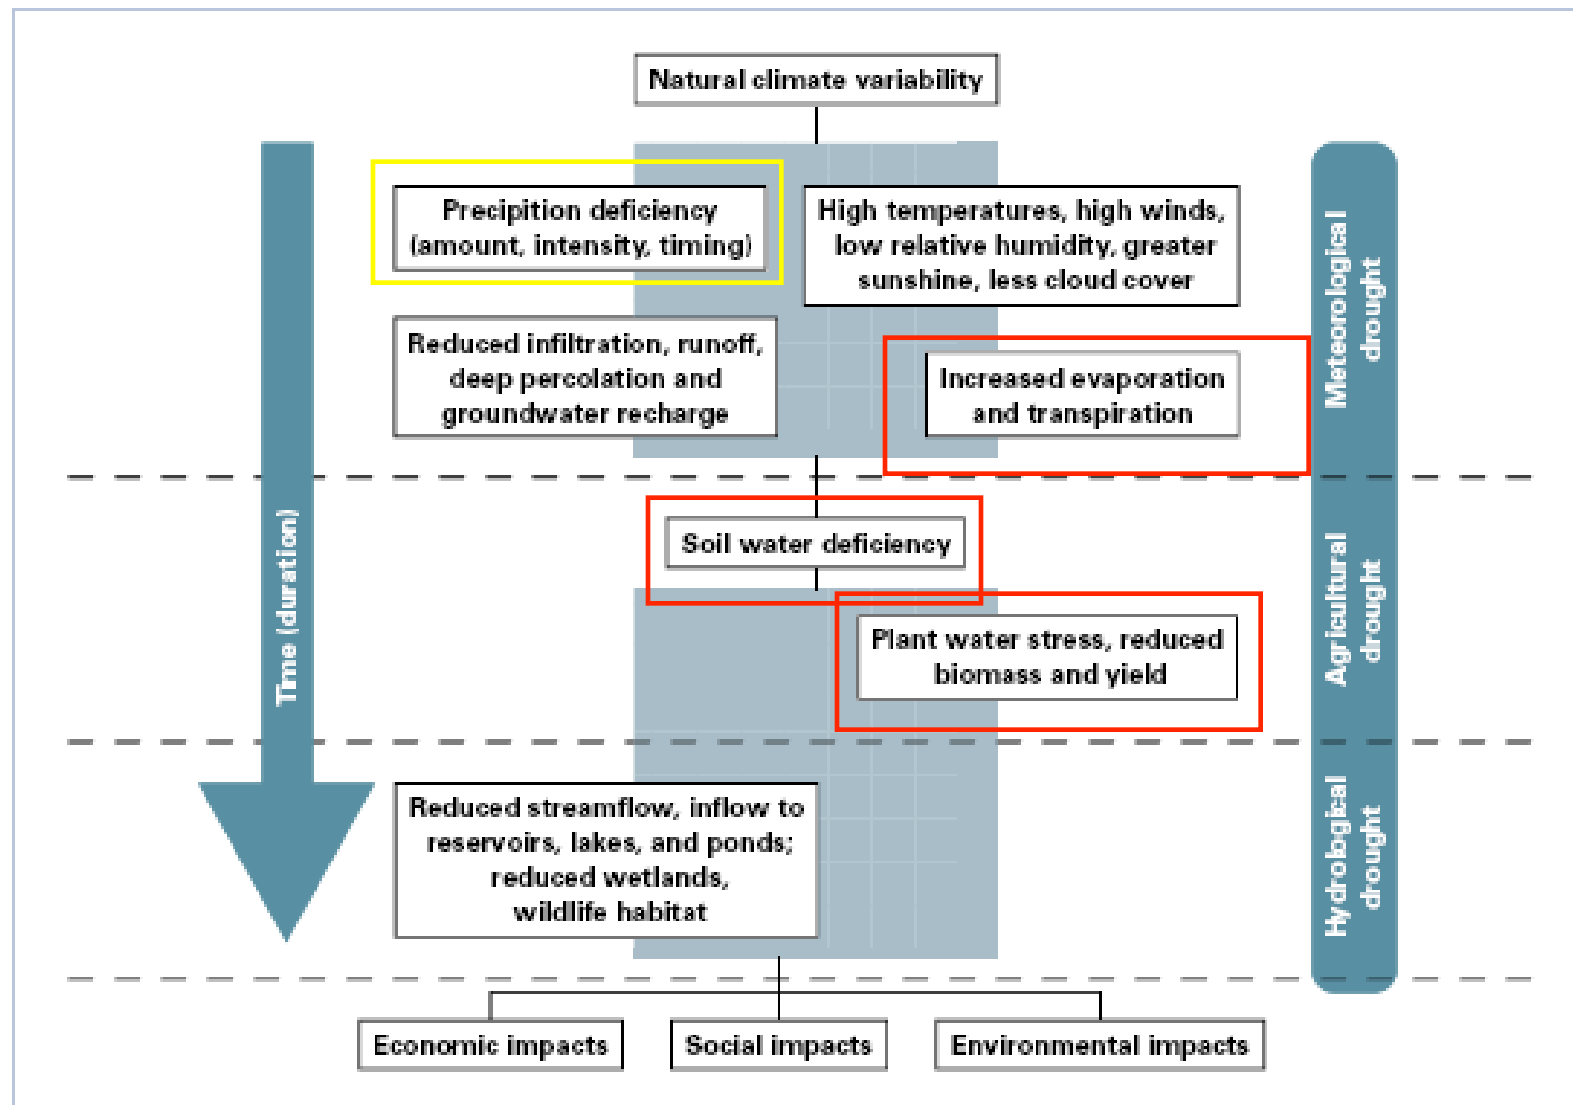 Natural climate variability
Precipition deficiency
(amount, intensity, timing)
High temperatures, high winds,
low relative humidity, greater
sunshine, less cloud cover
Reduced infiltration, runoff,
deep percolation and
groundwater recharge
Increased evaporation
and transpiration
Meteorological
drought
Time (duration)
Soil water deficiency
Plant water stress, reduced
biomass and yield
Agricultural
drought
Reduced streamflow, inflow to
reservoirs, lakes, and ponds;
reduced wetlands,
wildlife habitat
Hydrological
drought
Economic impacts
Social impacts
Environmental impacts